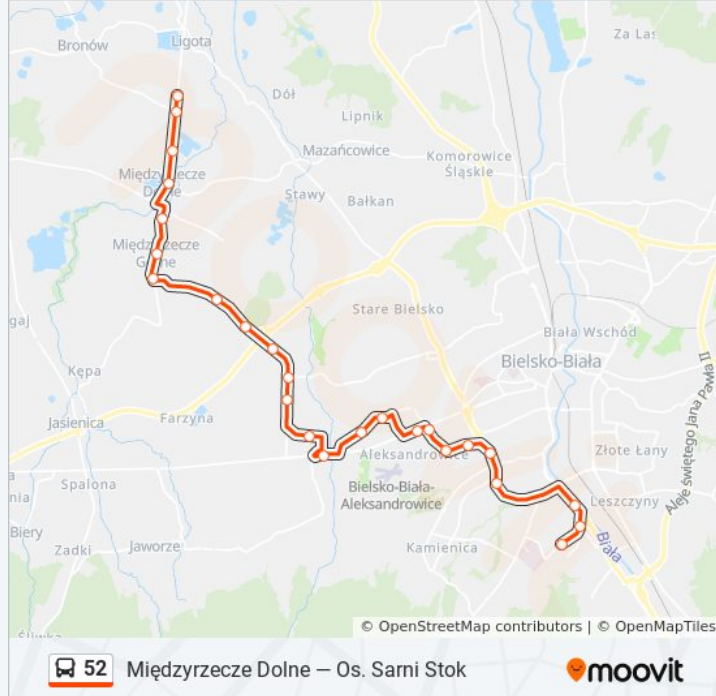 Ligota
Bronów
Za Las
Dół
Lipnik
Mazańcowice
Komorowice
Śląskie
Międzyrzecze
Dolne
Stawy
Bałkan
Międzyrzecze
Górne
Stare Bielsko
gaj
Biała Wschód
Kępa
Bielsko-Biała
Jasienica
Farzyna
Aleje świętego Jana Pawła II
Złote Łany
Aleksandrowice
Spalona
nia
Bielsko-Biała-
Aleksandrowice
Leszczyny
Biery
Zadki
Jaworze
Kamienica
Biała
© OpenStreetMap contributors | © OpenMapTiles
52
Międzyrzecze Dolne — Os. Sarni Stok
moovit